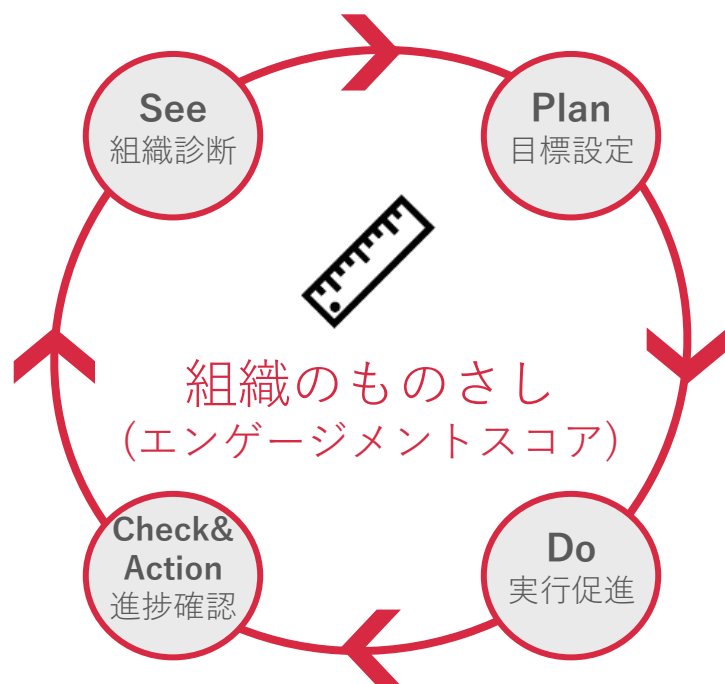 See
組織診断
Plan
目標設定
組織のものさし
(エンゲージメントスコア)
Check&
Action
進捗確認
Do
実行促進